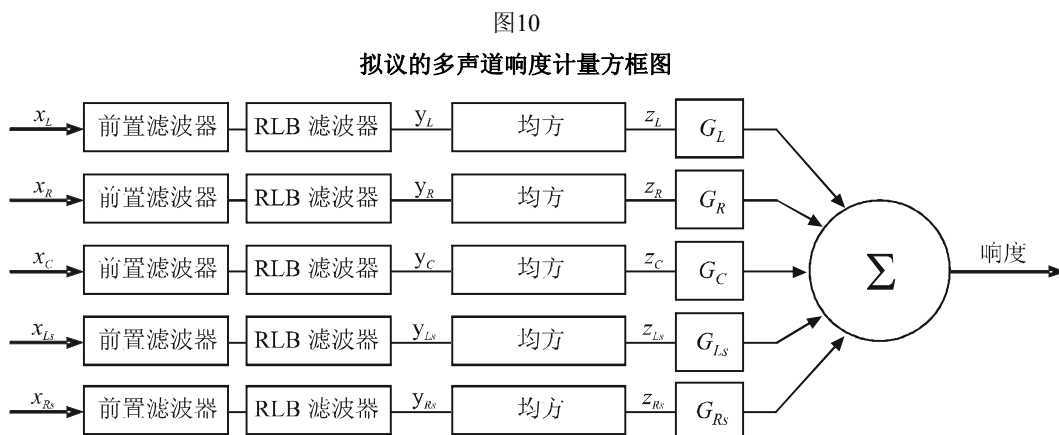 图10
拟议的多声道响度计量方框图
x_L 前置滤波器 RLB 滤波器 y_L 均方 z_L G_L
x_R 前置滤波器 RLB 滤波器 y_R 均方 z_R G_R
x_C 前置滤波器 RLB 滤波器 y_C 均方 z_C G_C Σ 响度
x_Ls 前置滤波器 RLB 滤波器 y_Ls 均方 z_Ls G_Ls
x_Rs 前置滤波器 RLB 滤波器 y_Rs 均方 z_Rs G_Rs